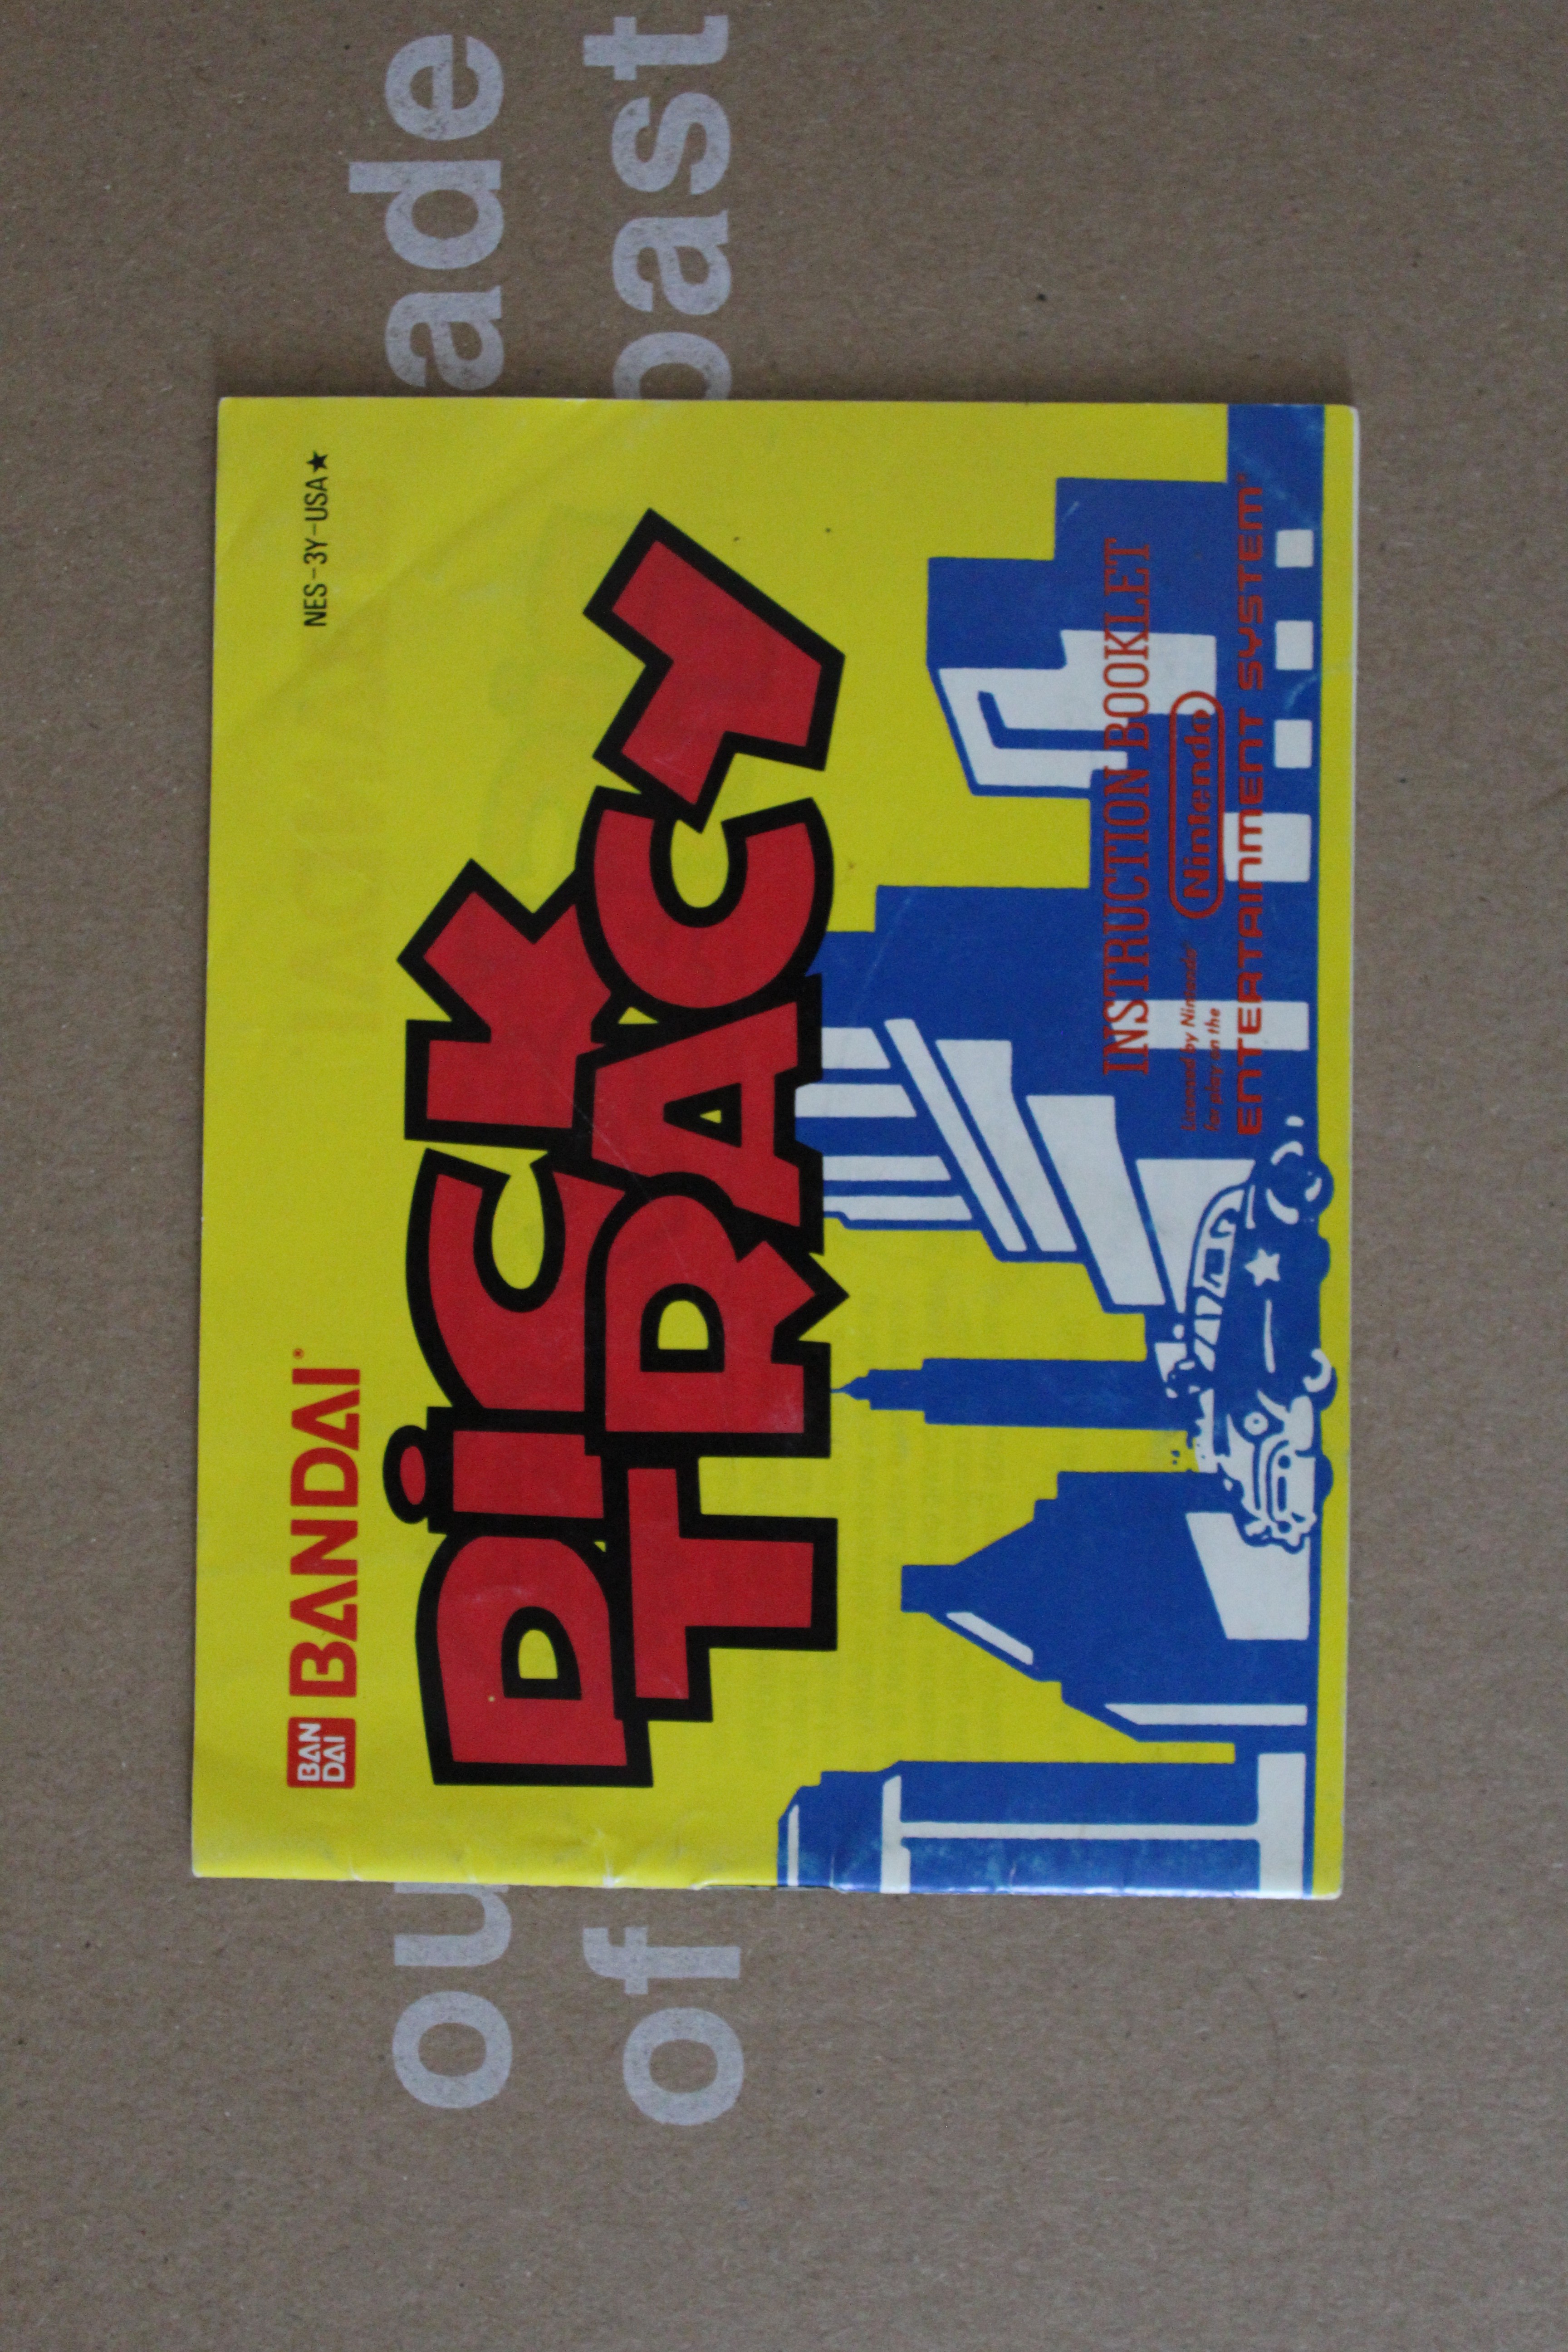 NES-3Y-USA★
BAN
DAI
BANDAI®
DICK
TRACY
INSTRUCTION BOOKLET
Licensed by Nintendo®
for play on the
Nintendo
ENTERTAINMENT SYSTEM®
ou ade
of past